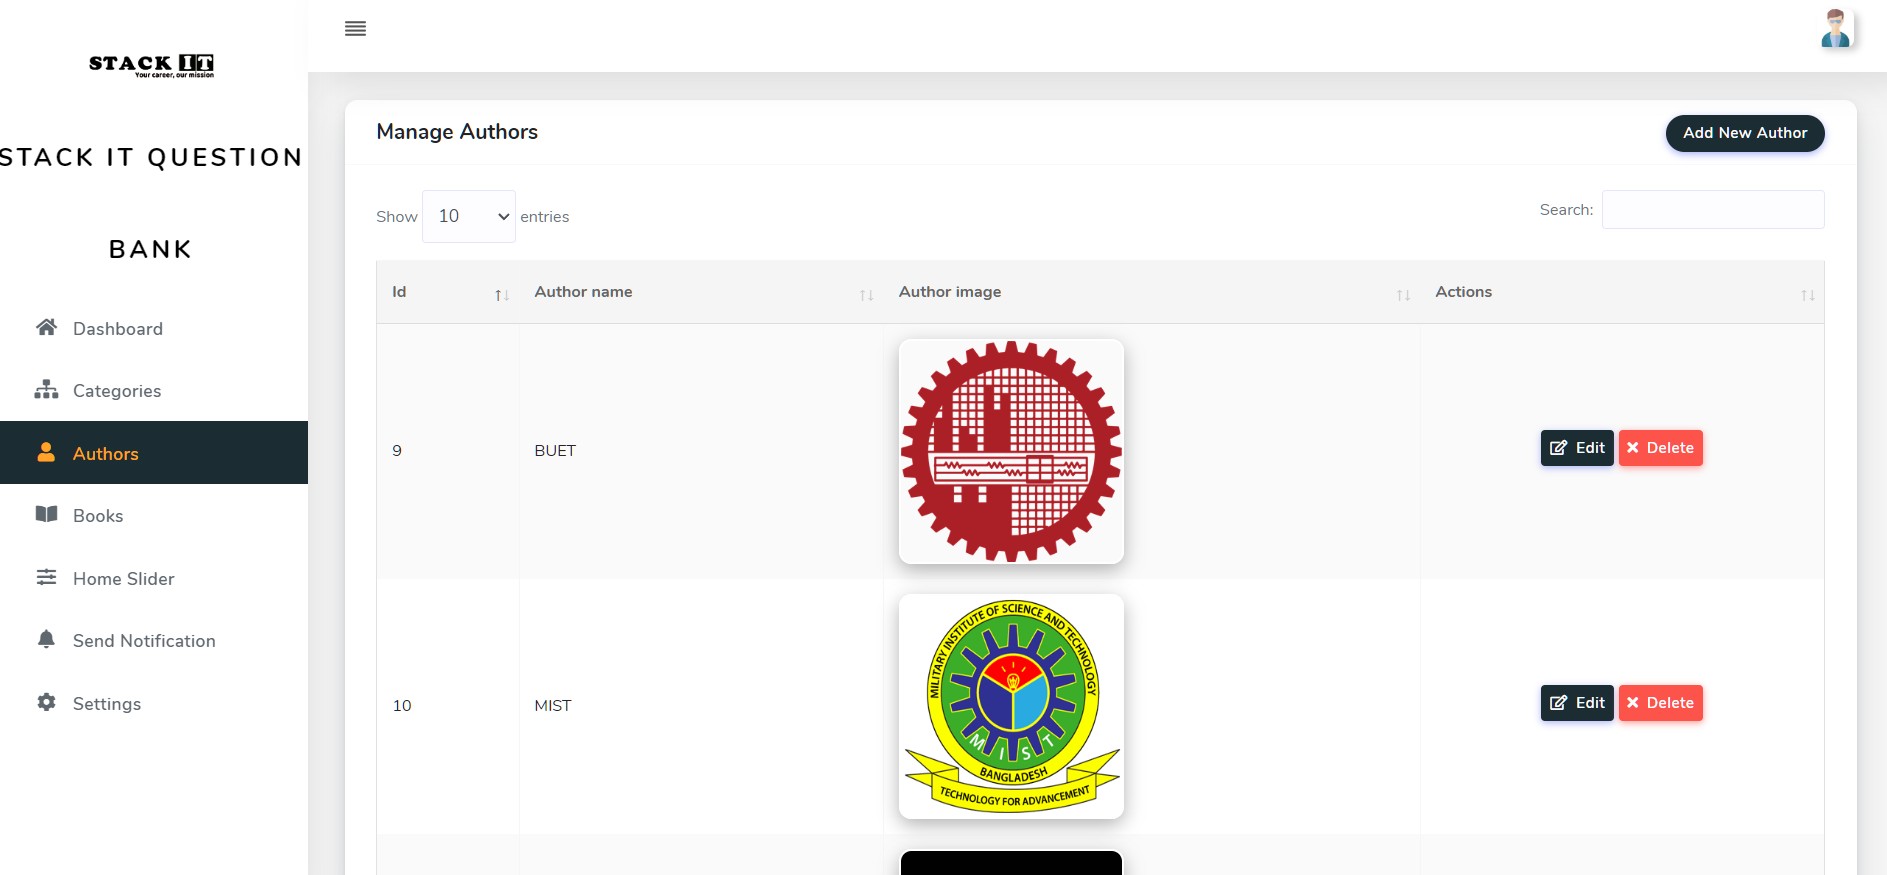 STACK IT
Your career, our mission
STACK IT QUESTION
BANK
Dashboard
Categories
Authors
Books
Home Slider
Send Notification
Settings
Manage Authors
Add New Author
Show 10 entries
Search:
Id Author name Author image Actions
9 BUET Edit Delete
10 MIST Edit Delete
MILITARY INSTITUTE OF SCIENCE AND TECHNOLOGY
MIST
BANGLADESH
TECHNOLOGY FOR ADVANCEMENT